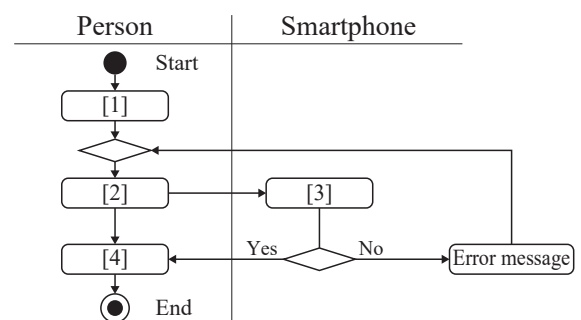 Person Smartphone
Start
[1]
[2] [3]
[4] Yes No Error message
End